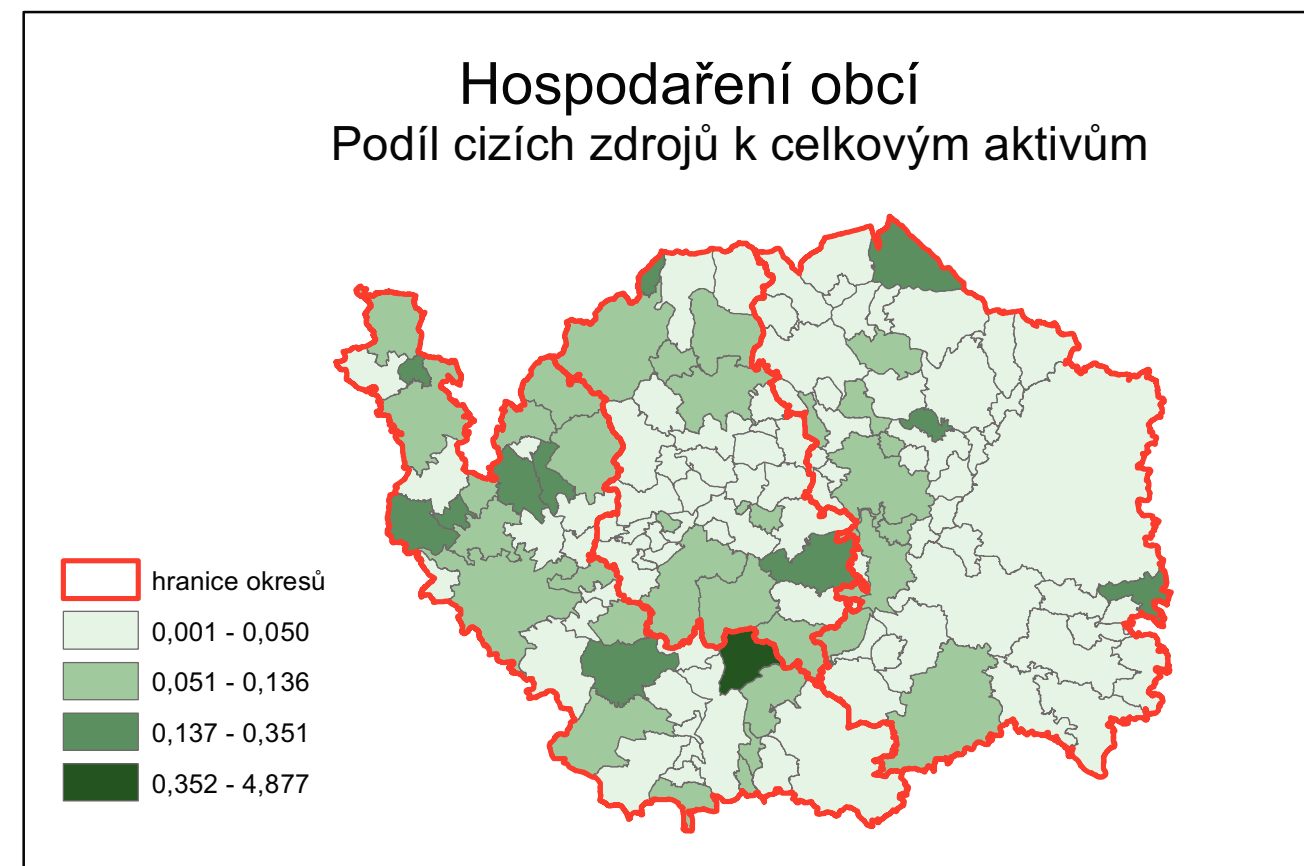 Hospodaření obcí
Podíl cizích zdrojů k celkovým aktivům
hranice okresů
0,001 - 0,050
0,051 - 0,136
0,137 - 0,351
0,352 - 4,877